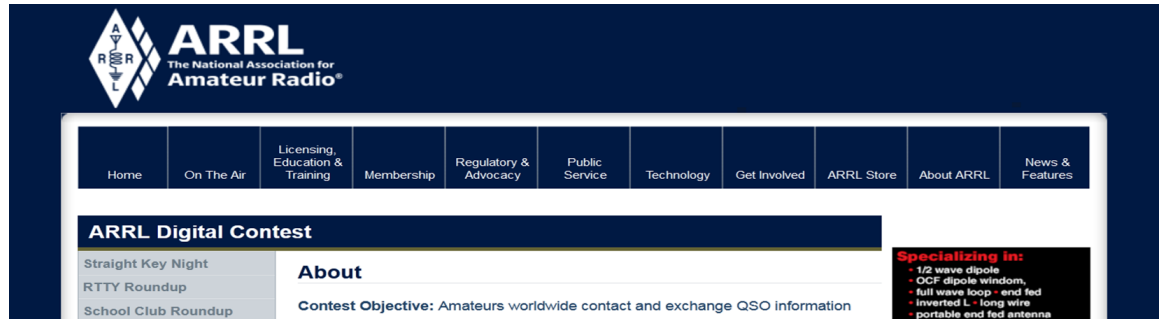 A
R R
L
ARRL
The National Association for
Amateur Radio®
Home
On The Air
Licensing,
Education &
Training
Membership
Regulatory &
Advocacy
Public
Service
Technology
Get Involved
ARRL Store
About ARRL
News &
Features
ARRL Digital Contest
Straight Key Night
RTTY Roundup
School Club Roundup
About
Contest Objective: Amateurs worldwide contact and exchange QSO information
Specializing in:
• 1/2 wave dipole
• OCF dipole windom,
• full wave loop • end fed
• inverted L • long wire
• portable end fed antenna